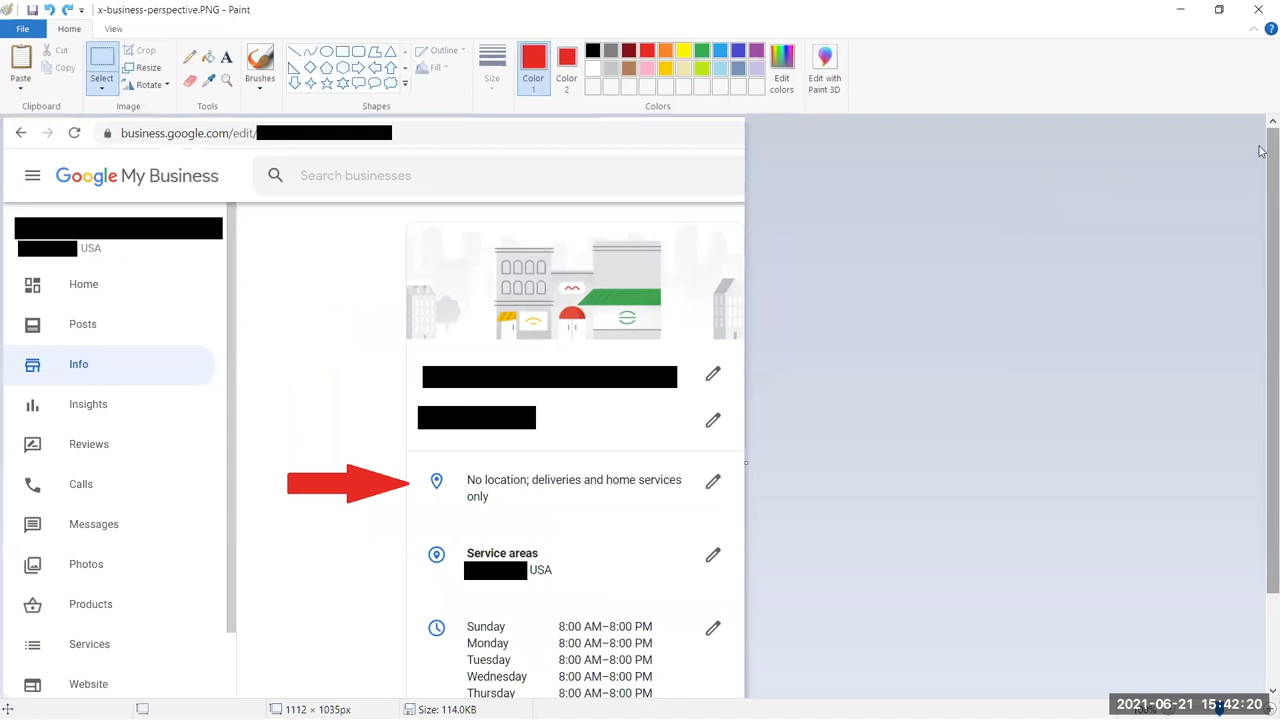 x-business-perspective.PNG - Paint
File Home View
Paste
Cut
Copy
Clipboard
Select
Crop
Resize
Rotate
Image
A
Tools
Brushes
Shapes
Outline
Fill
Size
Color 1
Color 2
Edit colors
Colors
Edit with Paint 3D
business.google.com/edit/
Google My Business
Search businesses
USA
Home
Posts
Info
Insights
Reviews
Calls
Messages
Photos
Products
Services
Website
No location; deliveries and home services
only
Service areas
USA
Sunday 8:00 AM–8:00 PM
Monday 8:00 AM–8:00 PM
Tuesday 8:00 AM–8:00 PM
Wednesday 8:00 AM–8:00 PM
Thursday 8:00 AM–8:00 PM
1112 × 1035px
Size: 114.0KB
2021-06-21 15:42:20